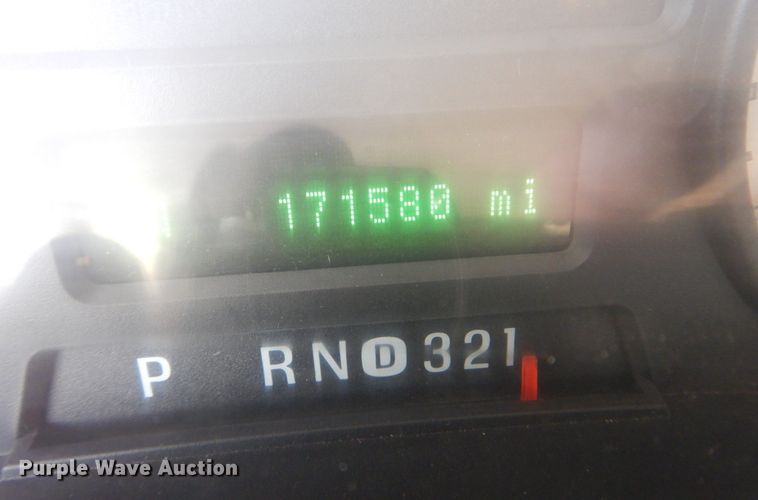 171580 mi
P RND321
Purple Wave Auction